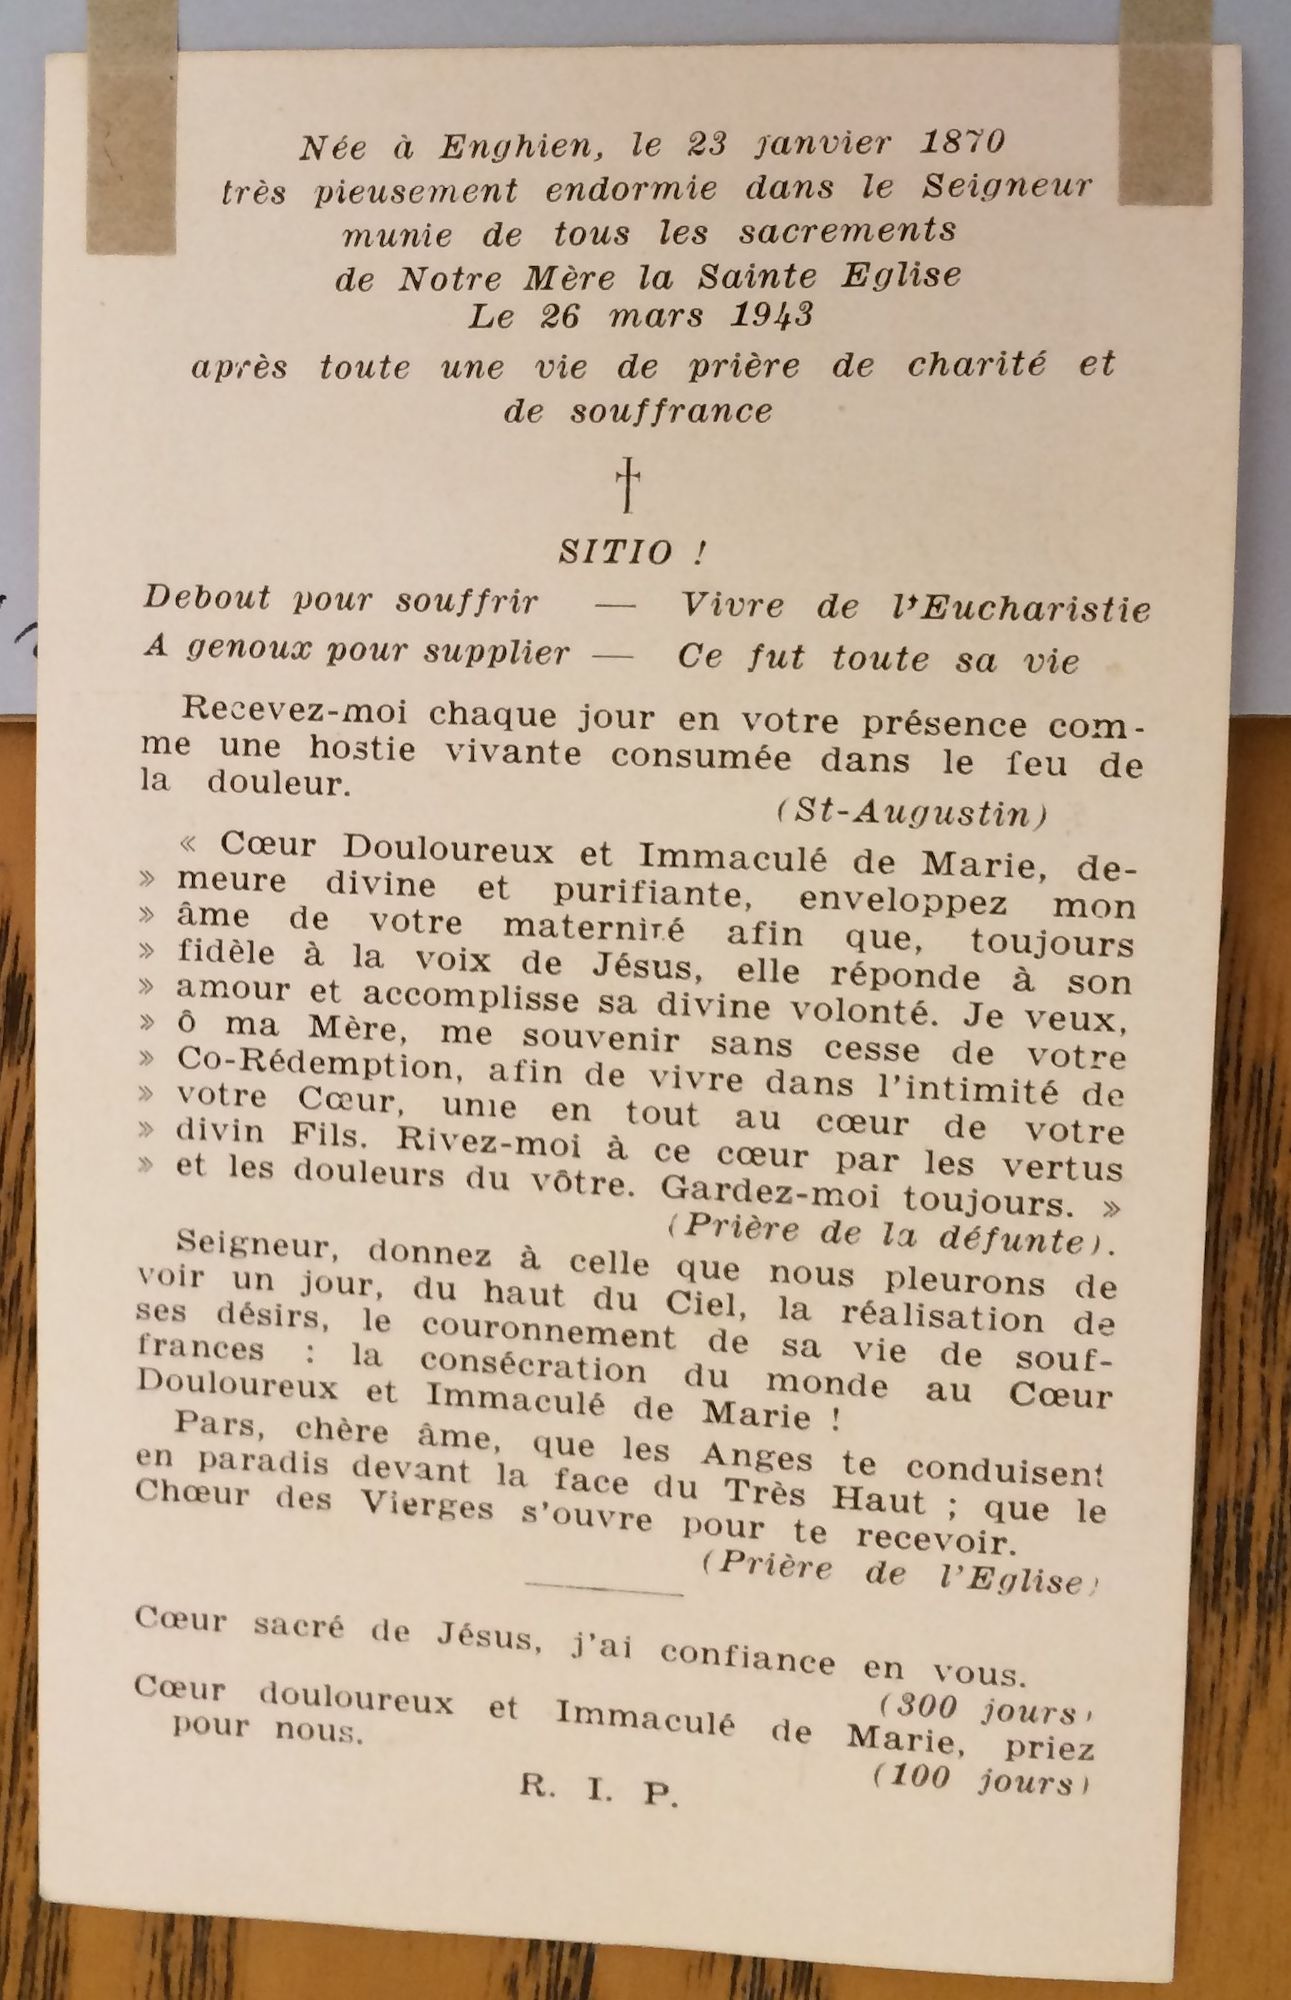 Née à Enghien, le 23 janvier 1870
très pieusement endormie dans le Seigneur
munie de tous les sacrements
de Notre Mère la Sainte Eglise
Le 26 mars 1943
après toute une vie de prière de charité et
de souffrance
†
SITIO !
Debout pour souffrir — Vivre de l'Eucharistie
A genoux pour supplier — Ce fut toute sa vie
Recevez-moi chaque jour en votre présence com-
me une hostie vivante consumée dans le feu de
la douleur.
(St-Augustin)
« Cœur Douloureux et Immaculé de Marie, de-
» meure divine et purifiante, enveloppez mon
» âme de votre maternité afin que, toujours
» fidèle à la voix de Jésus, elle réponde à son
» amour et accomplisse sa divine volonté. Je veux,
» ô ma Mère, me souvenir sans cesse de votre
» Co-Rédemption, afin de vivre dans l'intimité de
» votre Cœur, unie en tout au cœur de votre
» divin Fils. Rivez-moi à ce cœur par les vertus
» et les douleurs du vôtre. Gardez-moi toujours. »
(Prière de la défunte).
Seigneur, donnez à celle que nous pleurons de
voir un jour, du haut du Ciel, la réalisation de
ses désirs, le couronnement de sa vie de souf-
frances : la consécration du monde au Cœur
Douloureux et Immaculé de Marie !
Pars, chère âme, que les Anges te conduisent
en paradis devant la face du Très Haut ; que le
Chœur des Vierges s'ouvre pour te recevoir.
(Prière de l'Eglise)
Cœur sacré de Jésus, j'ai confiance en vous.
(300 jours)
Cœur douloureux et Immaculé de Marie, priez
pour nous.
(100 jours)
R. I. P.